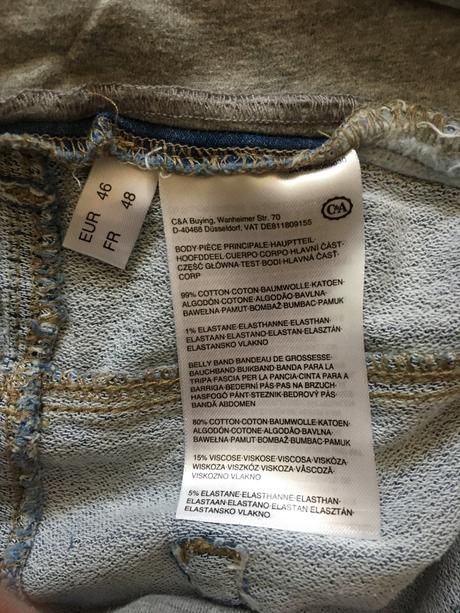 EUR 46
FR 48
C&A
C&A Buying, Wanheimer Str. 70
D-40468 Düsseldorf, VAT DE811809155
BODY·PIÈCE PRINCIPALE·HAUPTTEIL·
HOOFDDEEL·CUERPO·CORPO·HLAVNÍ ČÁST·
CZĘŚĆ GŁÓWNA·TEST·BODI·HLAVNÁ ČASŤ·
CORP
99% COTTON·COTON·BAUMWOLLE·KATOEN·
ALGODÓN·COTONE·ALGODÃO·BAVLNA·
BAWEŁNA·PAMUT·BOMBAŽ·BUMBAC·PAMUK
1% ELASTANE·ELASTHANNE·ELASTHAN·
ELASTAAN·ELASTANO·ELASTAN·ELASZTÁN·
ELASTANSKO VLAKNO
BELLY BAND·BANDEAU DE GROSSESSE·
BAUCHBAND·BUIKBAND·BANDA PARA LA
TRIPA·FASCIA PER LA PANCIA·CINTA PARA A
BARRIGA·BEDERNÍ PÁS·PAS NA BRZUCH·
HASFOGÓ PÁNT·STEZNIK·BEDROVÝ PÁS·
BANDĂ ABDOMEN
80% COTTON·COTON·BAUMWOLLE·KATOEN·
ALGODÓN·COTONE·ALGODÃO·BAVLNA·
BAWEŁNA·PAMUT·BOMBAŽ·BUMBAC·PAMUK
15% VISCOSE·VISKOSE·VISCOSA·VISKÓZA·
WISKOZA·VISZKÓZ·VISKOZA·VÂSCOZĂ·
VISKOZNO VLAKNO
5% ELASTANE·ELASTHANNE·ELASTHAN·
ELASTAAN·ELASTANO·ELASTAN·ELASZTÁN·
ELASTANSKO VLAKNO